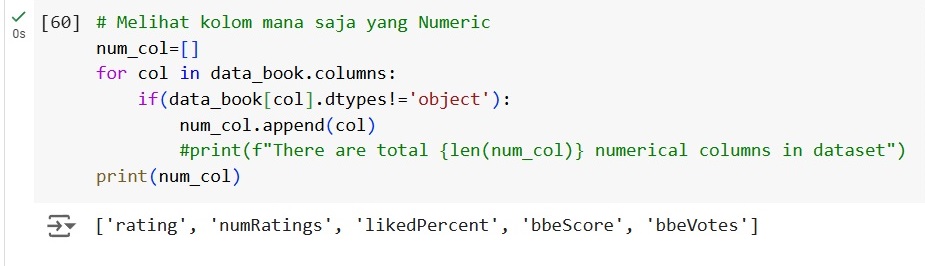 [60] # Melihat kolom mana saja yang Numeric
num_col=[]
for col in data_book.columns:
    if(data_book[col].dtypes!='object'):
        num_col.append(col)
        #print(f"There are total {len(num_col)} numerical columns in dataset")
print(num_col)
0s
['rating', 'numRatings', 'likedPercent', 'bbeScore', 'bbeVotes']